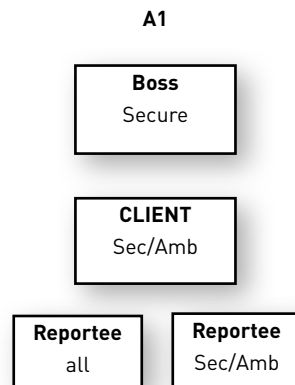 A1
Boss
Secure
CLIENT
Sec/Amb
Reportee
all
Reportee
Sec/Amb